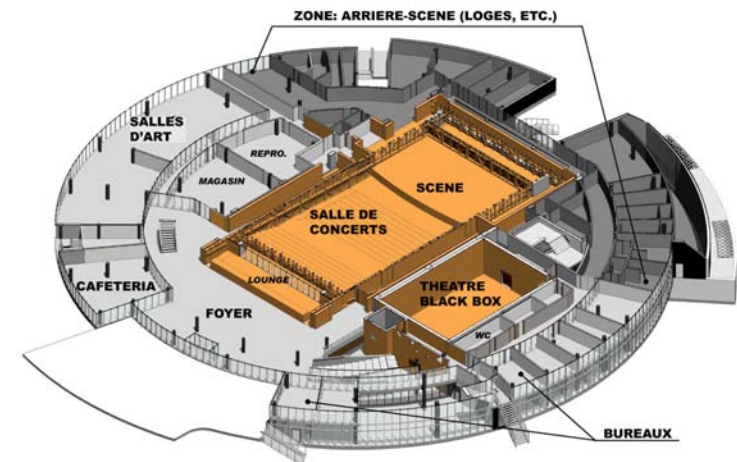 ZONE: ARRIERE-SCENE (LOGES, ETC.)
SALLES
D'ART
REPRO.
MAGASIN
SCENE
SALLE DE
CONCERTS
LOUNGE
THEATRE
BLACK BOX
CAFETERIA
FOYER
WC
BUREAUX